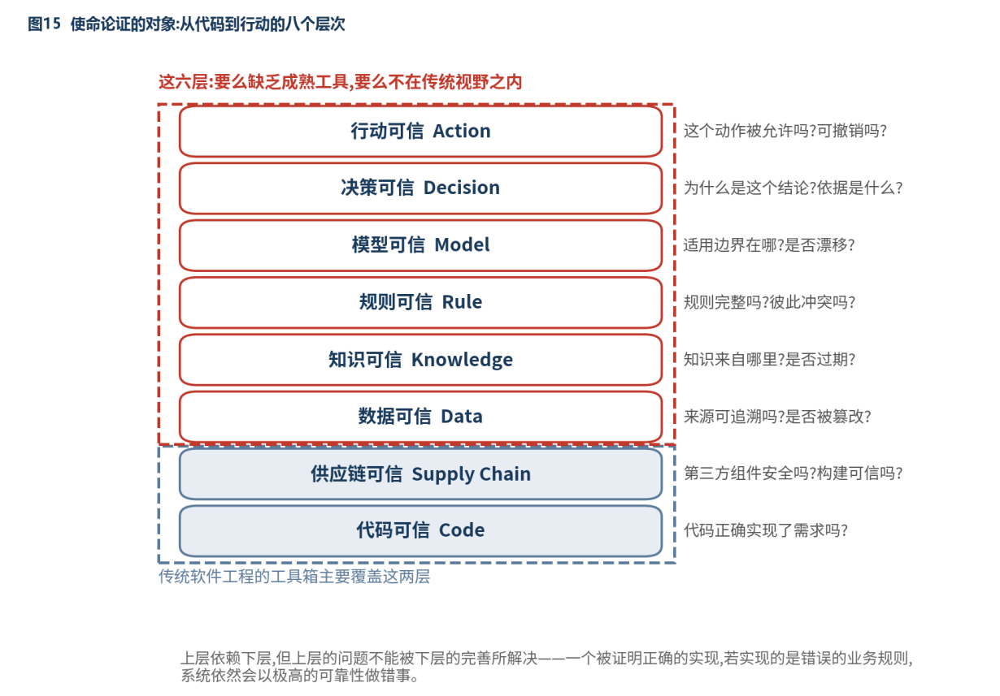 图15 使命论证的对象:从代码到行动的八个层次
这六层:要么缺乏成熟工具,要么不在传统视野之内
行动可信 Action
这个动作被允许吗?可撤销吗?
决策可信 Decision
为什么是这个结论?依据是什么?
模型可信 Model
适用边界在哪?是否漂移?
规则可信 Rule
规则完整吗?彼此冲突吗?
知识可信 Knowledge
知识来自哪里?是否过期?
数据可信 Data
来源可追溯吗?是否被篡改?
供应链可信 Supply Chain
第三方组件安全吗?构建可信吗?
代码可信 Code
代码正确实现了需求吗?
传统软件工程的工具箱主要覆盖这两层
上层依赖下层,但上层的问题不能被下层的完善所解决——一个被证明正确的实现,若实现的是错误的业务规则,
系统依然会以极高的可靠性做错事。